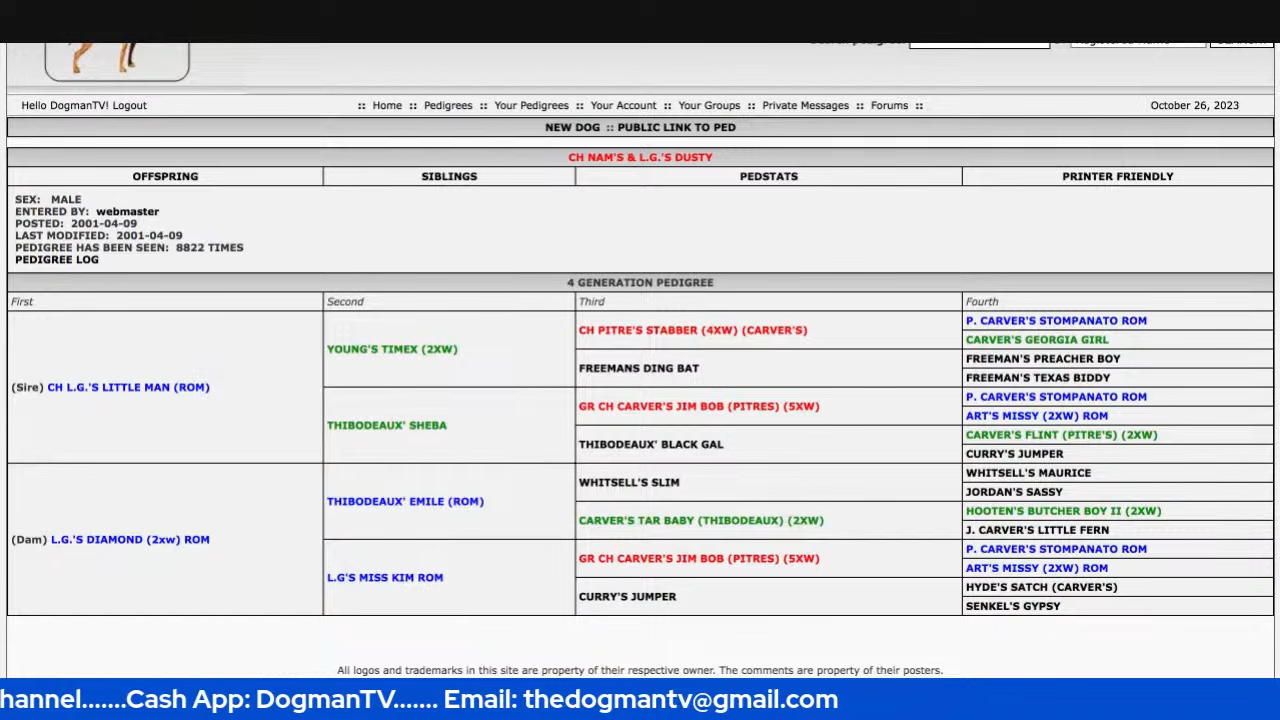 Hello DogmanTV! Logout :: Home :: Pedigrees :: Your Pedigrees :: Your Account :: Your Groups :: Private Messages :: Forums :: October 26, 2023
NEW DOG :: PUBLIC LINK TO PED
CH NAM'S & L.G.'S DUSTY
OFFSPRING SIBLINGS PEDSTATS PRINTER FRIENDLY
SEX: MALE
ENTERED BY: webmaster
POSTED: 2001-04-09
LAST MODIFIED: 2001-04-09
PEDIGREE HAS BEEN SEEN: 8822 TIMES
PEDIGREE LOG
4 GENERATION PEDIGREE
First Second Third Fourth
(Sire) CH L.G.'S LITTLE MAN (ROM)
(Dam) L.G.'S DIAMOND (2xw) ROM
YOUNG'S TIMEX (2XW)
THIBODEAUX' SHEBA
THIBODEAUX' EMILE (ROM)
L.G'S MISS KIM ROM
CH PITRE'S STABBER (4XW) (CARVER'S)
FREEMANS DING BAT
GR CH CARVER'S JIM BOB (PITRES) (5XW)
THIBODEAUX' BLACK GAL
WHITSELL'S SLIM
CARVER'S TAR BABY (THIBODEAUX) (2XW)
GR CH CARVER'S JIM BOB (PITRES) (5XW)
CURRY'S JUMPER
P. CARVER'S STOMPANATO ROM
CARVER'S GEORGIA GIRL
FREEMAN'S PREACHER BOY
FREEMAN'S TEXAS BIDDY
P. CARVER'S STOMPANATO ROM
ART'S MISSY (2XW) ROM
CARVER'S FLINT (PITRE'S) (2XW)
CURRY'S JUMPER
WHITSELL'S MAURICE
JORDAN'S SASSY
HOOTEN'S BUTCHER BOY II (2XW)
J. CARVER'S LITTLE FERN
P. CARVER'S STOMPANATO ROM
ART'S MISSY (2XW) ROM
HYDE'S SATCH (CARVER'S)
SENKEL'S GYPSY
All logos and trademarks in this site are property of their respective owner. The comments are property of their posters.
hannel.......Cash App: DogmanTV....... Email: thedogmantv@gmail.com